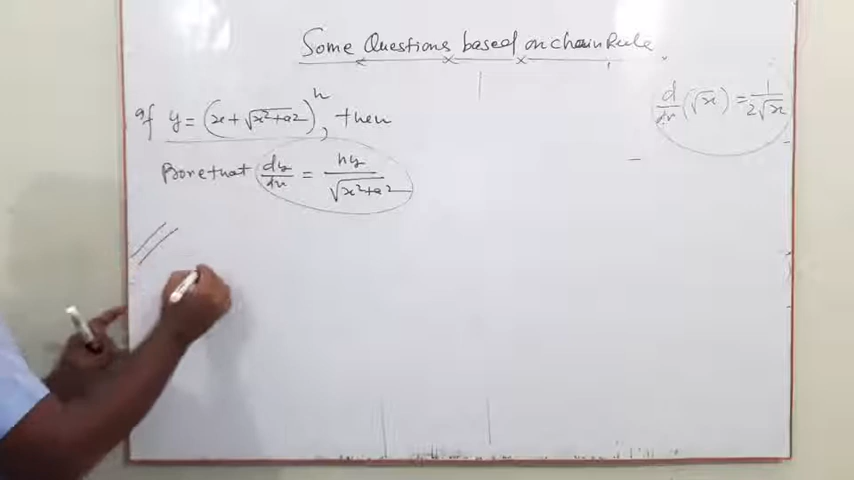 Some Questions based on chain Rule.
If y = (x + √x²+a²)ⁿ, then
Prove that dy/dx = ny/√x²+a²
d/dx (√x) = 1/2√x